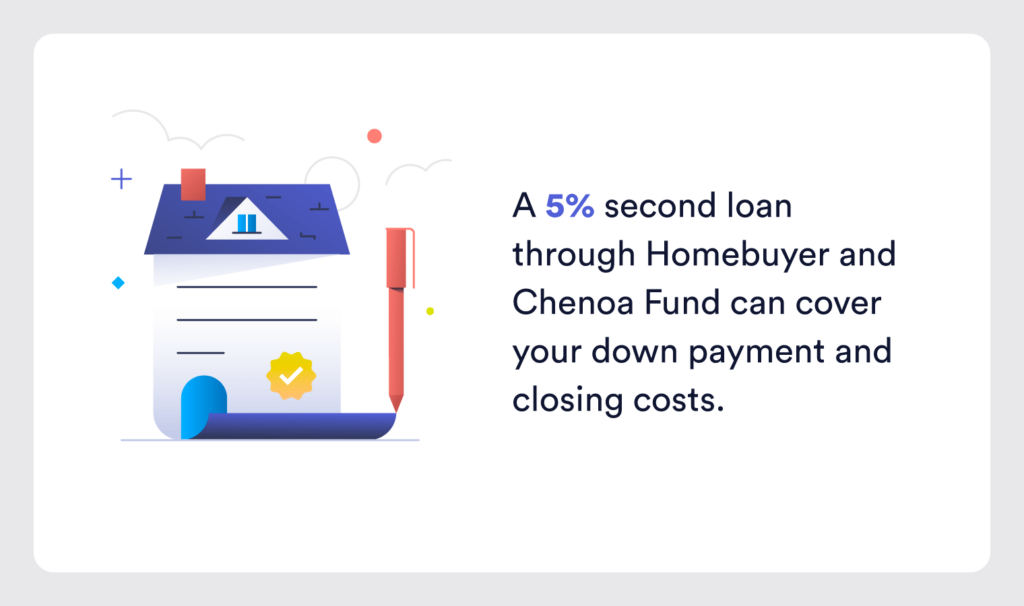 A 5% second loan
through Homebuyer and
Chenoa Fund can cover
your down payment and
closing costs.